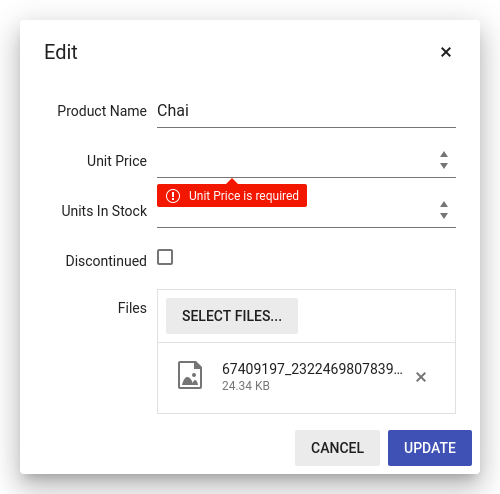 Edit
Product Name Chai
Unit Price
Unit Price is required
Units In Stock
Discontinued
Files
SELECT FILES...
67409197_2322469807839...
24.34 KB
CANCEL UPDATE